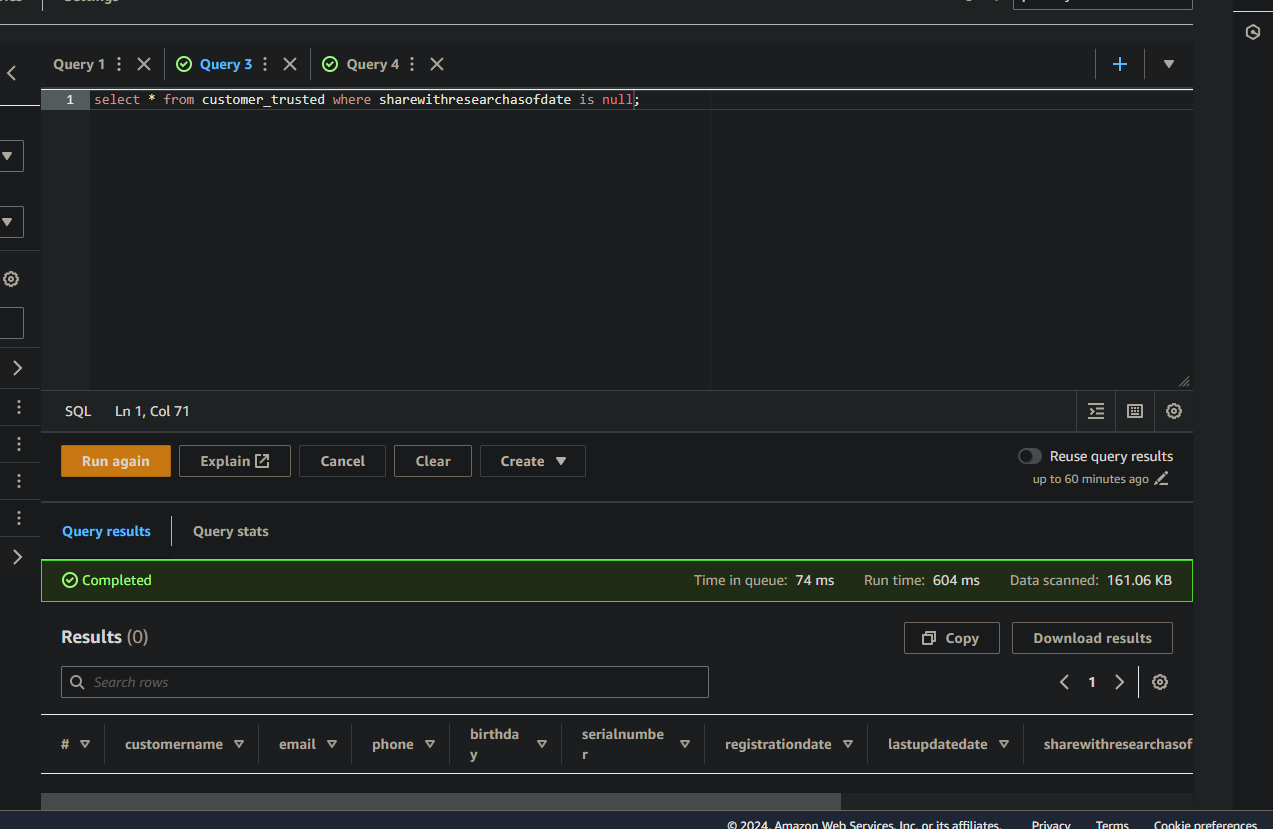 Query 1
Query 3
Query 4
1 select * from customer_trusted where sharewithresearchasofdate is null;
SQL Ln 1, Col 71
Run again Explain Cancel Clear Create
Reuse query results
up to 60 minutes ago
Query results Query stats
Completed Time in queue: 74 ms Run time: 604 ms Data scanned: 161.06 KB
Results (0) Copy Download results
Search rows 1
# customername email phone birthda
y serialnumbe
r registrationdate lastupdatedate sharewithresearchasof
© 2024, Amazon Web Services, Inc. or its affiliates. Privacy Terms Cookie preferences